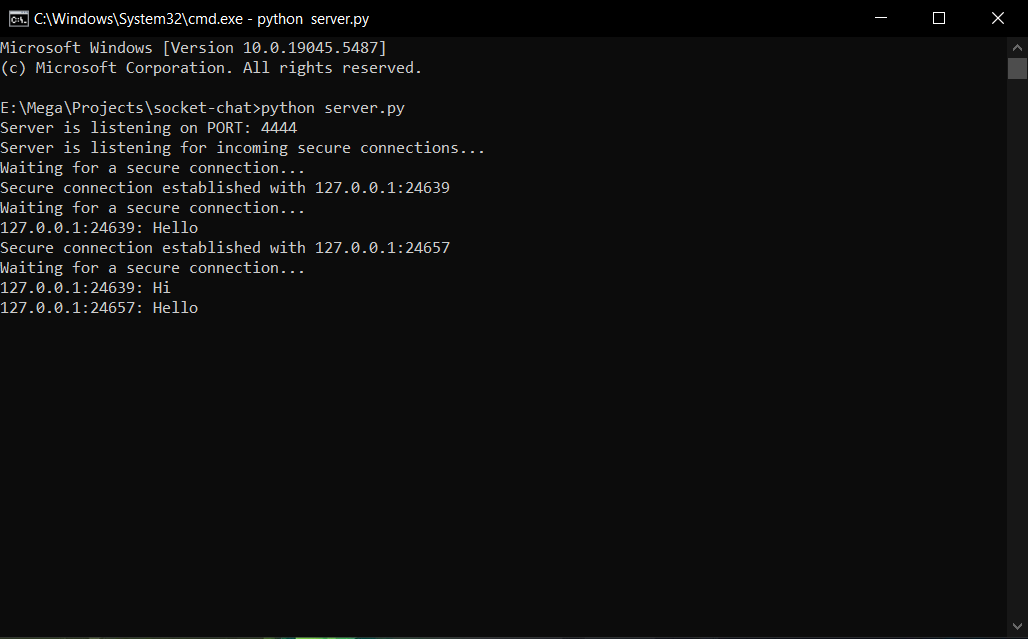 C:\Windows\System32\cmd.exe - python  server.py
Microsoft Windows [Version 10.0.19045.5487]
(c) Microsoft Corporation. All rights reserved.
E:\Mega\Projects\socket-chat>python server.py
Server is listening on PORT: 4444
Server is listening for incoming secure connections...
Waiting for a secure connection...
Secure connection established with 127.0.0.1:24639
Waiting for a secure connection...
127.0.0.1:24639: Hello
Secure connection established with 127.0.0.1:24657
Waiting for a secure connection...
127.0.0.1:24639: Hi
127.0.0.1:24657: Hello